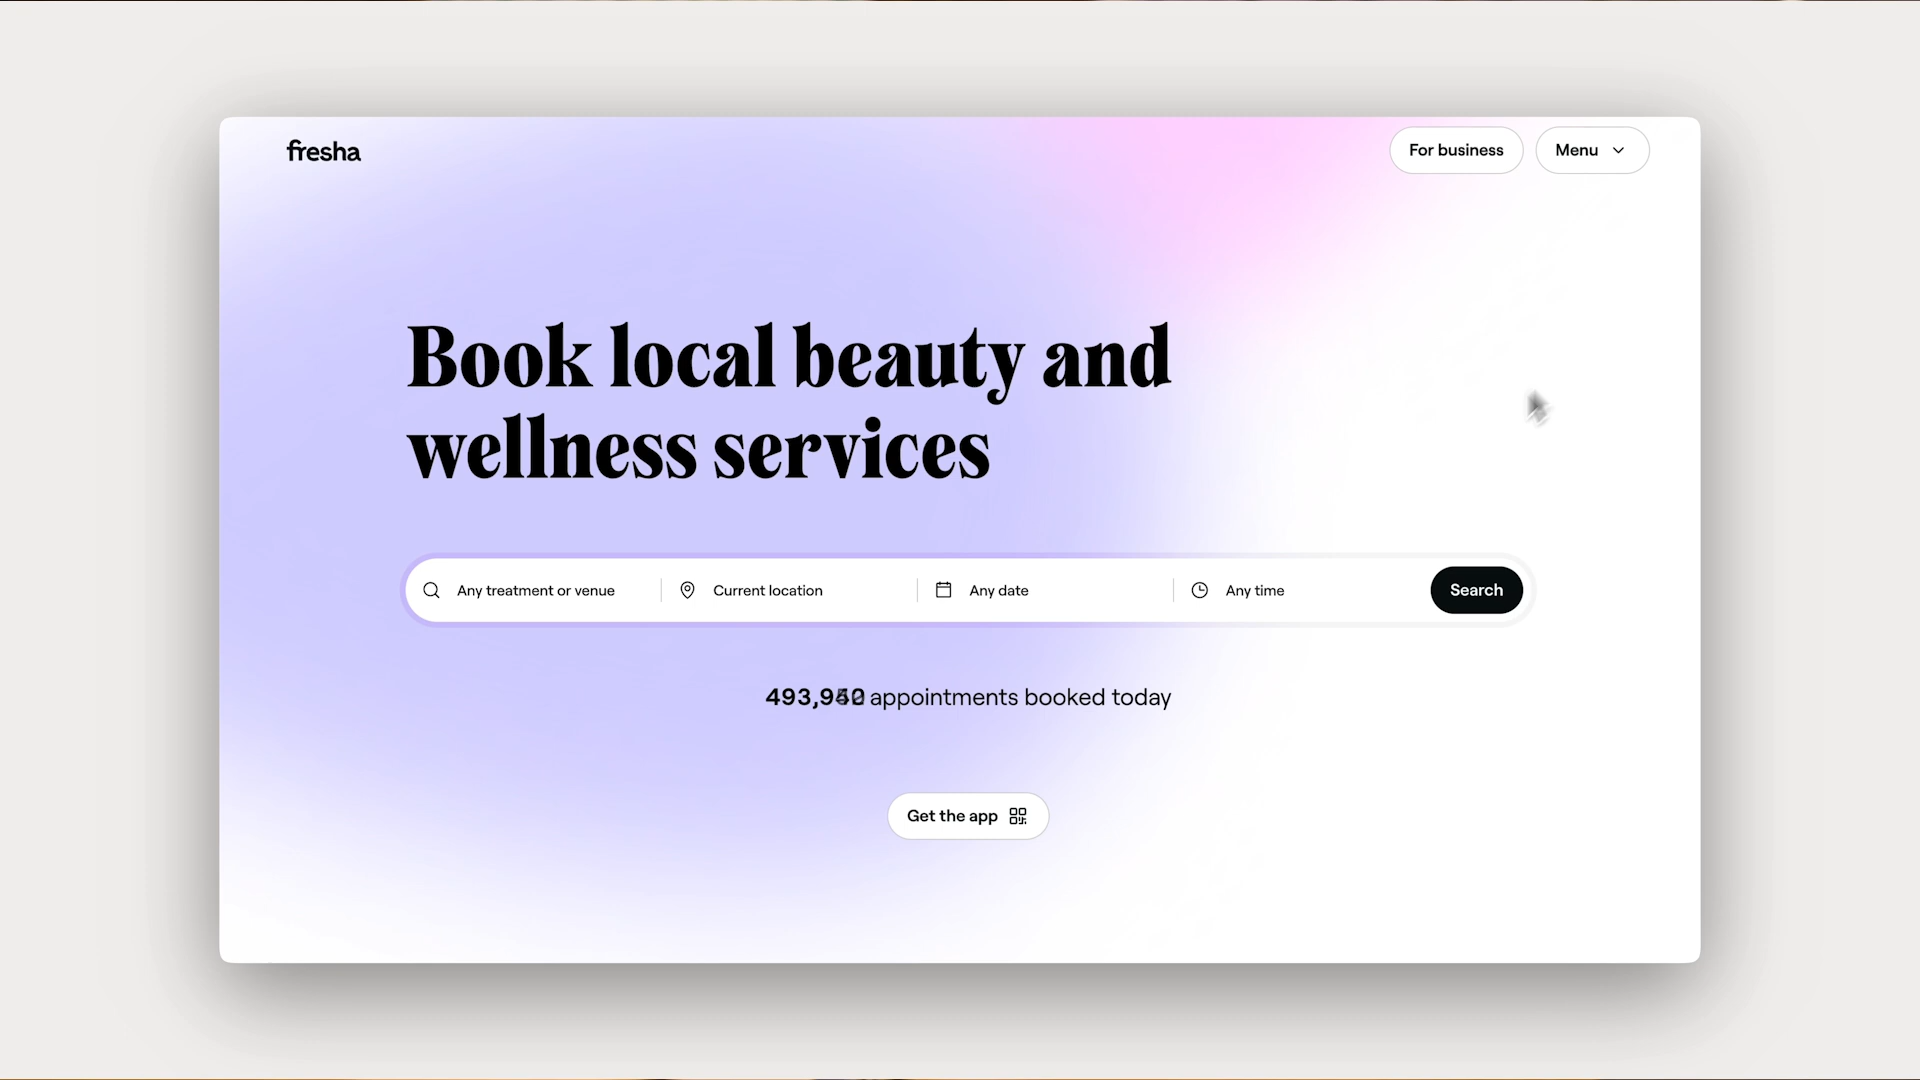 fresha
For business
Menu
Book local beauty and
wellness services
Any treatment or venue
Current location
Any date
Any time
Search
appointments booked today
Get the app